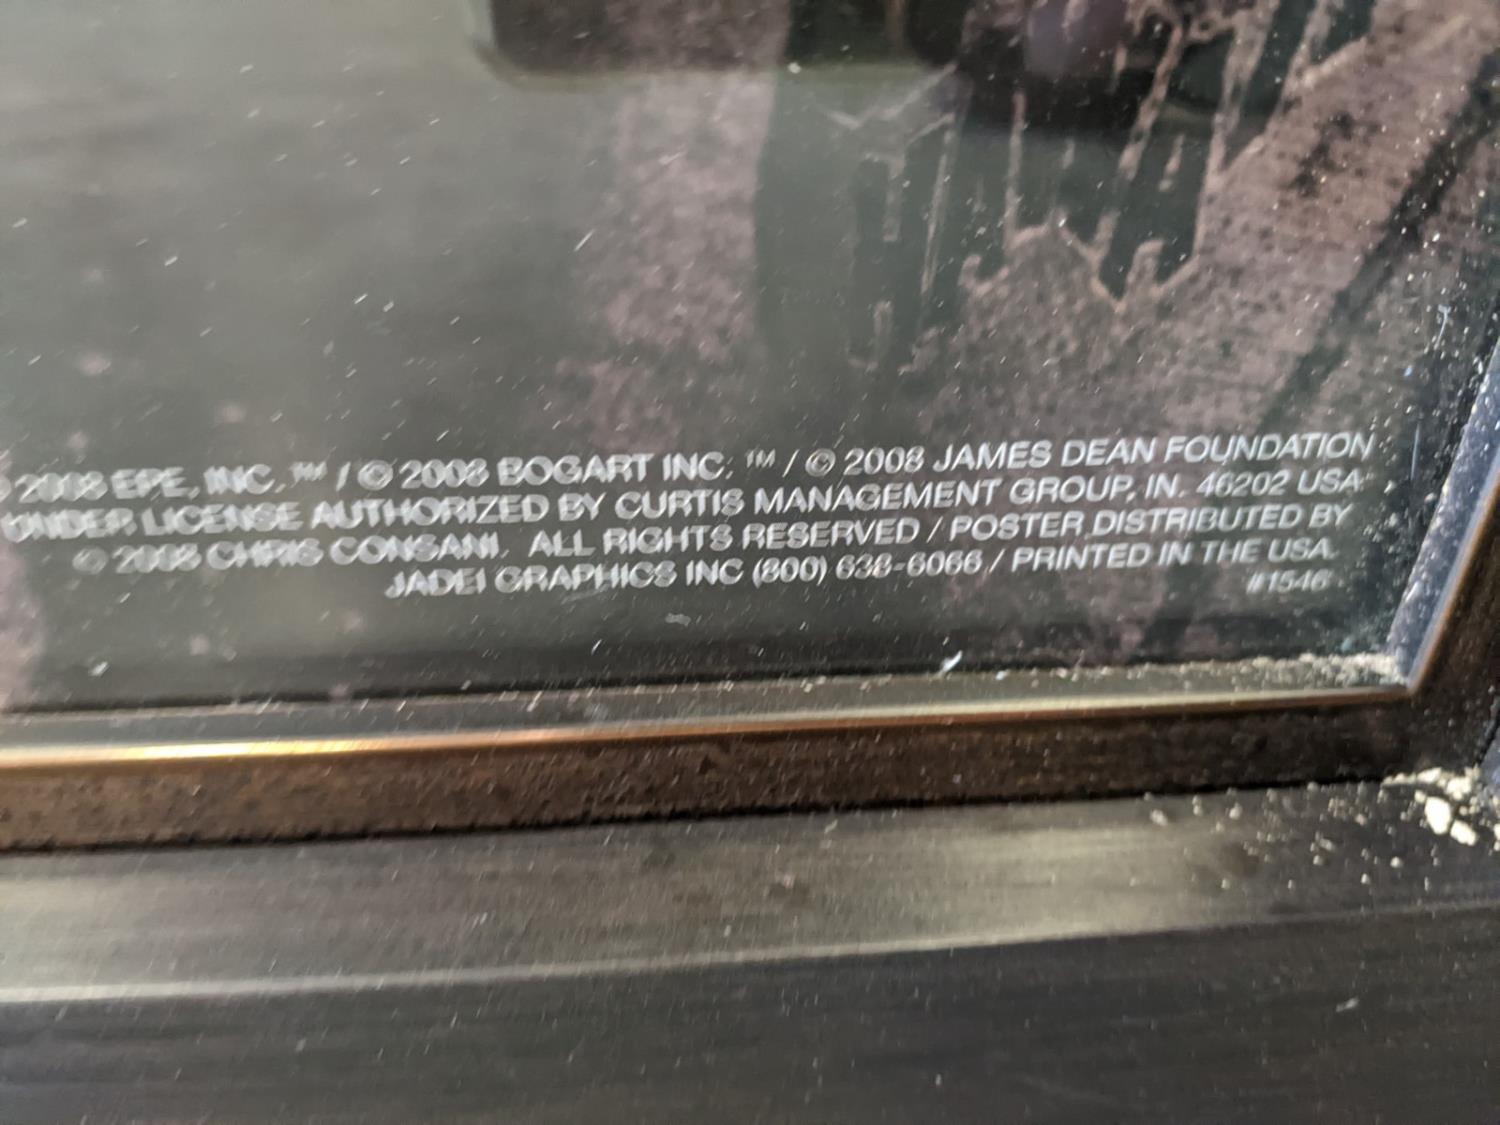 2008 EPE, INC. ™ / © 2008 BOGART INC. ™ / © 2008 JAMES DEAN FOUNDATION
UNDER LICENSE AUTHORIZED BY CURTIS MANAGEMENT GROUP, IN. 46202 USA
© 2008 CHRIS CONSANI. ALL RIGHTS RESERVED / POSTER DISTRIBUTED BY
JADEI GRAPHICS INC (800) 638-6066 / PRINTED IN THE USA
#1546